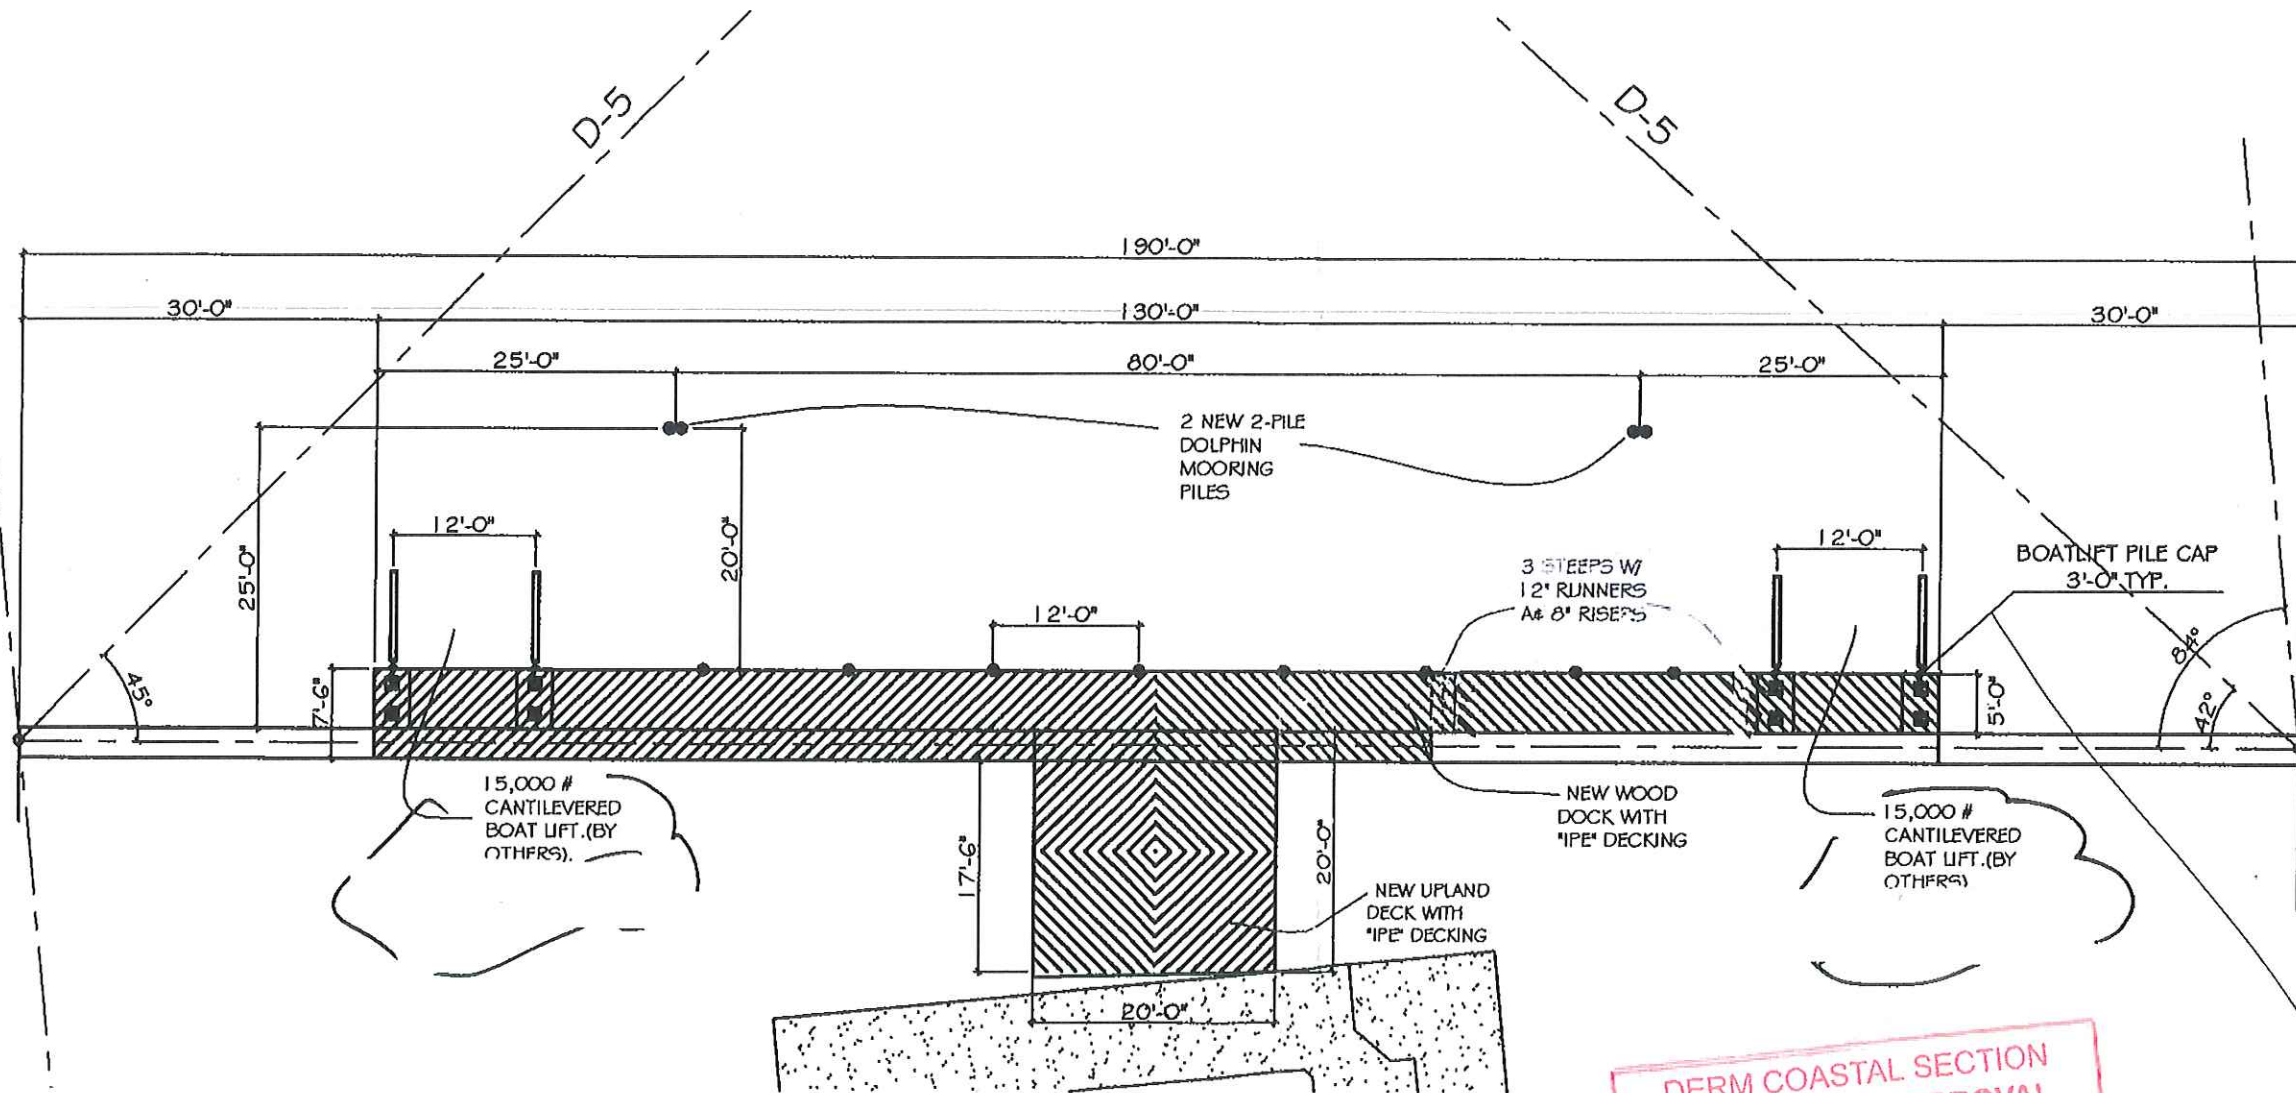 D-5
D-5
190'-0"
30'-0"
130'-0"
30'-0"
25'-0"
80'-0"
25'-0"
2 NEW 2-PILE
DOLPHIN
MOORING
PILES
12'-0"
12'-0"
25'-0"
20'-0"
BOATLIFT PILE CAP
3'-0" TYP.
3 STEEPS W/
12" RUNNERS
A# 8" RISERS
12'-0"
84°
45°
7'-6"
5'-0"
42°
15,000 #
CANTILEVERED
BOAT LIFT.(BY
OTHERS).
NEW WOOD
DOCK WITH
"IPE" DECKING
15,000 #
CANTILEVERED
BOAT LIFT.(BY
OTHERS)
17'-6"
20'-0"
NEW UPLAND
DECK WITH
"IPE" DECKING
20'-0"
DERM COASTAL SECTION